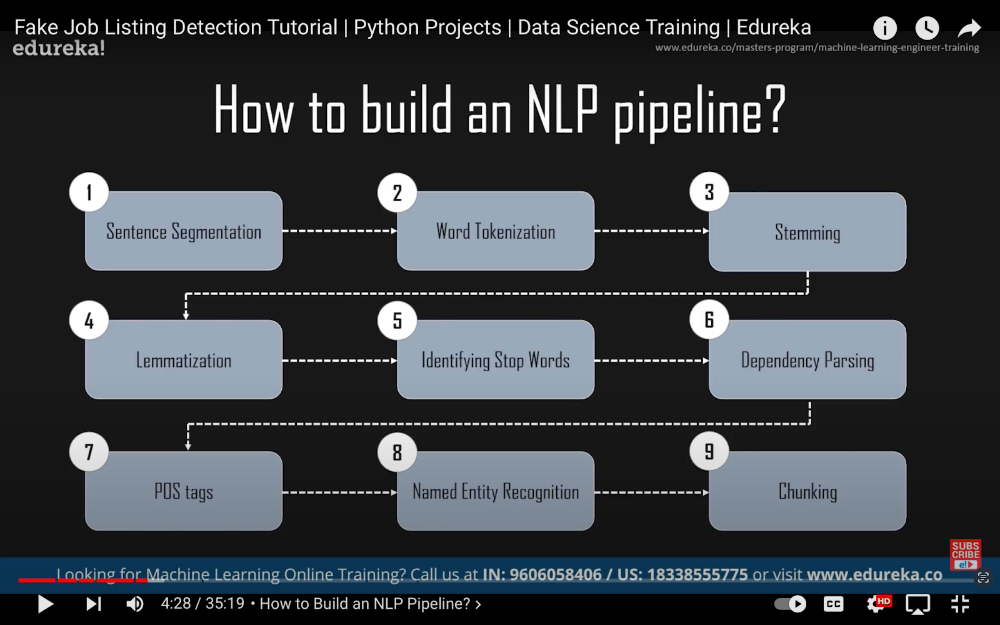 Fake Job Listing Detection Tutorial | Python Projects | Data Science Training | Edureka
edureka!
www.edureka.co/masters-program/machine-learning-engineer-training
How to build an NLP pipeline?
1
Sentence Segmentation
2
Word Tokenization
3
Stemming
4
Lemmatization
5
Identifying Stop Words
6
Dependency Parsing
7
POS tags
8
Named Entity Recognition
9
Chunking
SUBS
CRIBE
e!
Looking for Machine Learning Online Training? Call us at IN: 9606058406 / US: 18338555775 or visit www.edureka.co
4:28 / 35:19 • How to Build an NLP Pipeline? >
CC
HD